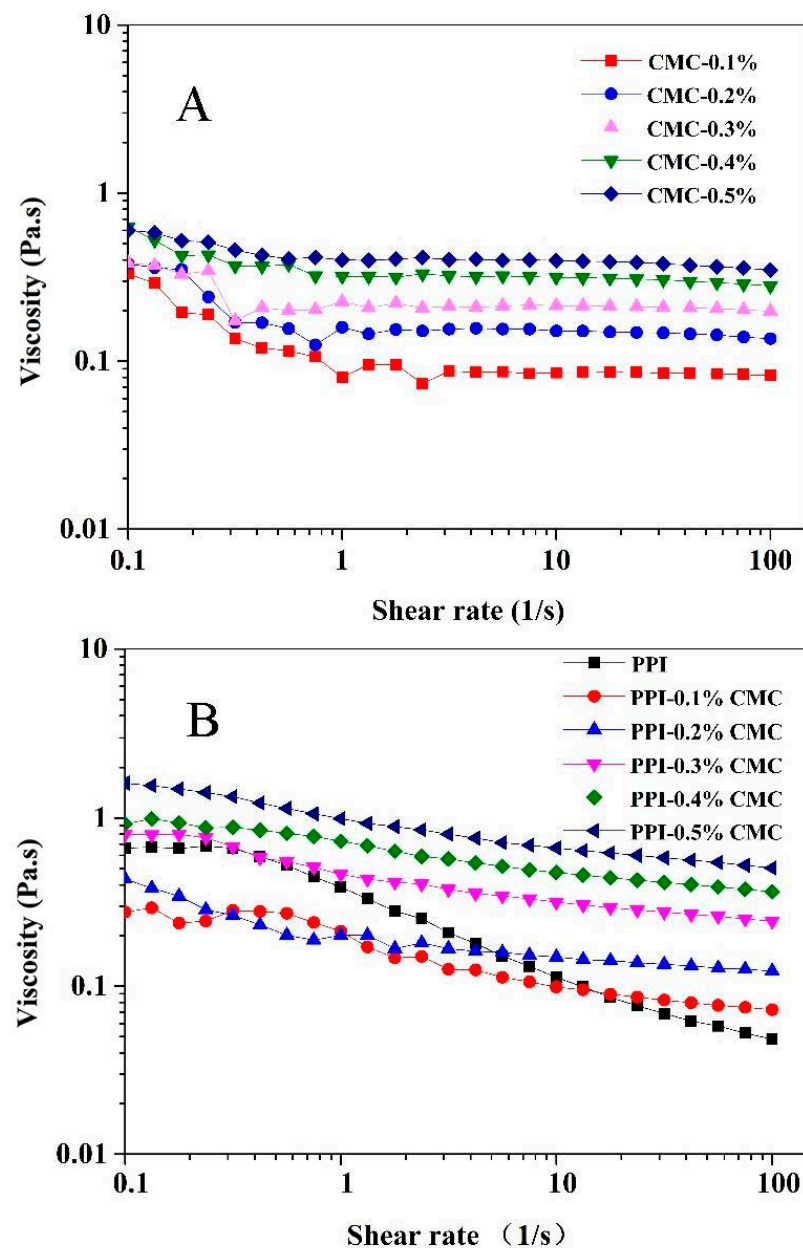 A
CMC-0.1%
CMC-0.2%
CMC-0.3%
CMC-0.4%
CMC-0.5%
Viscosity (Pa.s)
10
1
0.1
0.01
0.1 1 10 100
Shear rate (1/s)
B
PPI
PPI-0.1% CMC
PPI-0.2% CMC
PPI-0.3% CMC
PPI-0.4% CMC
PPI-0.5% CMC
Viscosity (Pa.s)
10
1
0.1
0.01
0.1 1 10 100
Shear rate （1/s）